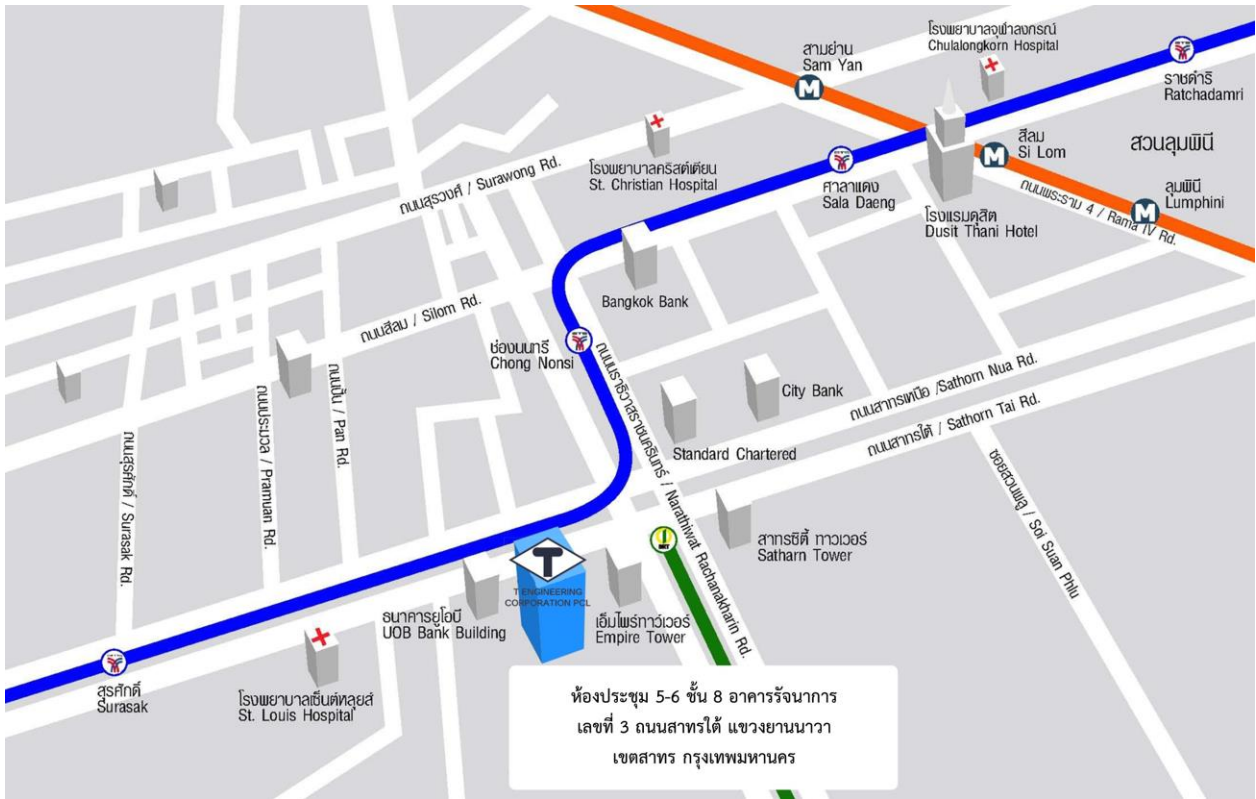 โรงพยาบาลจุฬาลงกรณ์
Chulalongkorn Hospital
สามย่าน
Sam Yan
M
ราชดำริ
Ratchadamri
สีลม
Si Lom
M
สวนลุมพินี
ลุมพินี
Lumphini
M
ถนนพระราม 4 / Rama IV Rd.
ศาลาแดง
Sala Daeng
โรงแรมดุสิต
Dusit Thani Hotel
โรงพยาบาลคริสต์เตียน
St. Christian Hospital
ถนนสุรวงศ์ / Surawong Rd.
Bangkok Bank
ถนนสีลม / Silom Rd.
ช่องนนทรี
Chong Nonsi
City Bank
Standard Chartered
ถนนสาทรเหนือ /Sathorn Nua Rd.
ถนนสาทรใต้ / Sathorn Tai Rd.
ถนนนราธิวาสราชนครินทร์ / Narathiwat Rachanakharin Rd.
ซอยสวนพลู / Soi Suan Phlu
ถนนสุรศักดิ์ / Surasak Rd.
ถนนประมวล / Pramuan Rd.
ถนนปั้น / Pan Rd.
สาทรซิตี้ ทาวเวอร์
Satharn Tower
T
T ENGINEERING
CORPORATION PCL
ธนาคารยูโอบี
UOB Bank Building
เอ็มไพร์ทาว์เวอร์
Empire Tower
สุรศักดิ์
Surasak
โรงพยาบาลเซ็นต์หลุยส์
St. Louis Hospital
ห้องประชุม 5-6 ชั้น 8 อาคารรัจนาการ
เลขที่ 3 ถนนสาทรใต้ แขวงยานนาวา
เขตสาทร กรุงเทพมหานคร